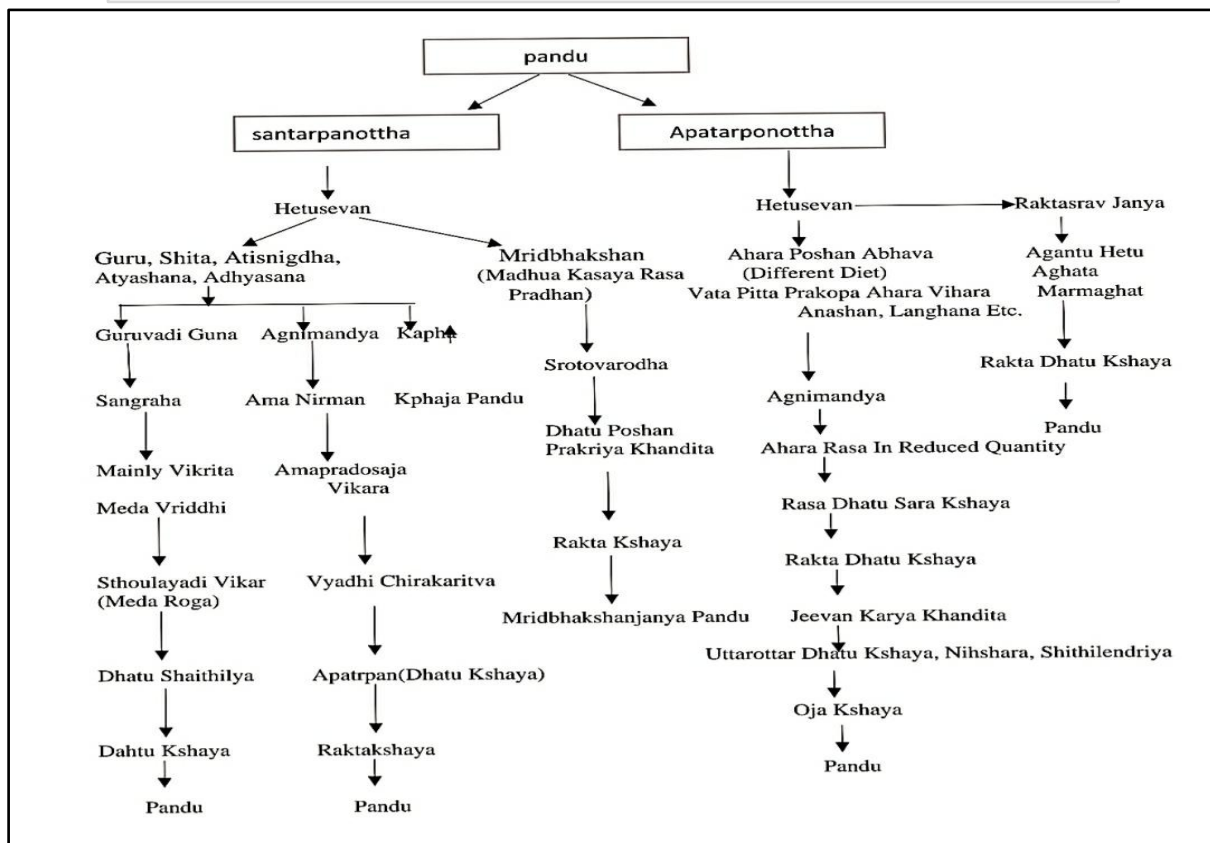 pandu
santarpanottha
Apatarponottha
Hetusevan
Guru, Shita, Atisnigdha,
Atyashana, Adhyasana
Guruvadi Guna
Sangraha
Mainly Vikrita
Meda Vriddhi
Sthoulayadi Vikar
(Meda Roga)
Dhatu Shaithilya
Dahtu Kshaya
Pandu
Agnimandya
Ama Nirman
Amapradosaja
Vikara
Vyadhi Chirakaritva
Apatrpan(Dhatu Kshaya)
Raktakshaya
Pandu
Kapha
Kphaja Pandu
Mridbhakshan
(Madhua Kasaya Rasa
Pradhan)
Srotovarodha
Dhatu Poshan
Prakriya Khandita
Rakta Kshaya
Mridbhakshanjanya Pandu
Hetusevan
Ahara Poshan Abhava
(Different Diet)
Vata Pitta Prakopa Ahara Vihara
Anashan, Langhana Etc.
Agnimandya
Ahara Rasa In Reduced Quantity
Rasa Dhatu Sara Kshaya
Rakta Dhatu Kshaya
Jeevan Karya Khandita
Uttarottar Dhatu Kshaya, Nihshara, Shithilendriya
Oja Kshaya
Pandu
Raktasrav Janya
Agantu Hetu
Aghata
Marmaghat
Rakta Dhatu Kshaya
Pandu